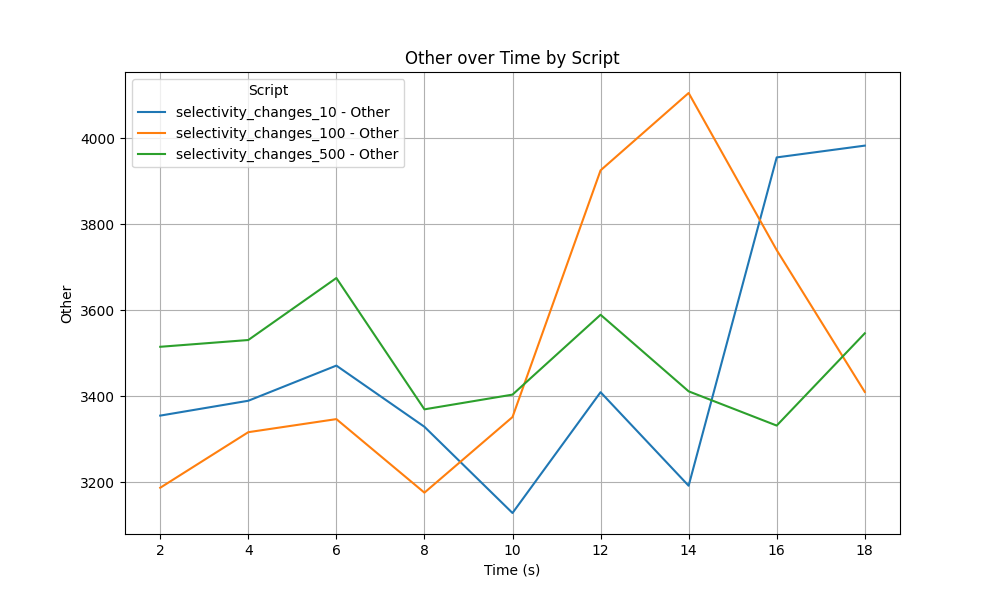 Other over Time by Script
Script
selectivity_changes_10 - Other
selectivity_changes_100 - Other
selectivity_changes_500 - Other
4000
3800
3600
3400
3200
Other
2 4 6 8 10 12 14 16 18
Time (s)